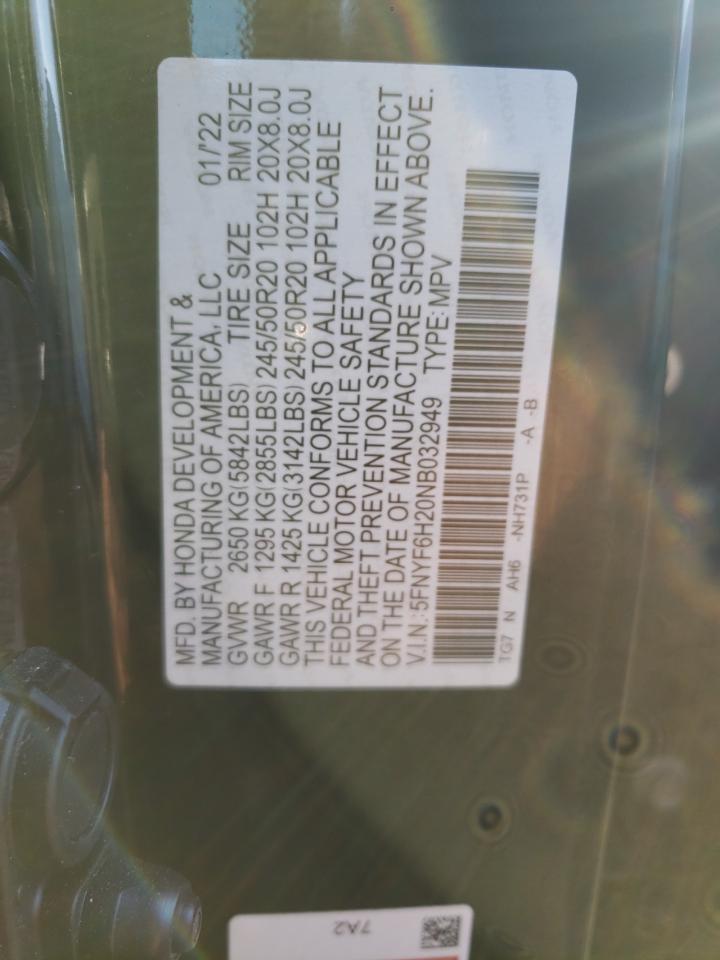 MFD. BY HONDA DEVELOPMENT &
MANUFACTURING OF AMERICA, LLC 01/'22
GVWR 2650 KG(5842LBS) TIRE SIZE RIM SIZE
GAWR F 1295 KG(2855LBS) 245/50R20 102H 20X8.0J
GAWR R 1425 KG(3142LBS) 245/50R20 102H 20X8.0J
THIS VEHICLE CONFORMS TO ALL APPLICABLE
FEDERAL MOTOR VEHICLE SAFETY
AND THEFT PREVENTION STANDARDS IN EFFECT
ON THE DATE OF MANUFACTURE SHOWN ABOVE.
V.I.N.:5FNYF6H20NB032949 TYPE:MPV
TG7 N AH6 -NH731P -A -B
7A2